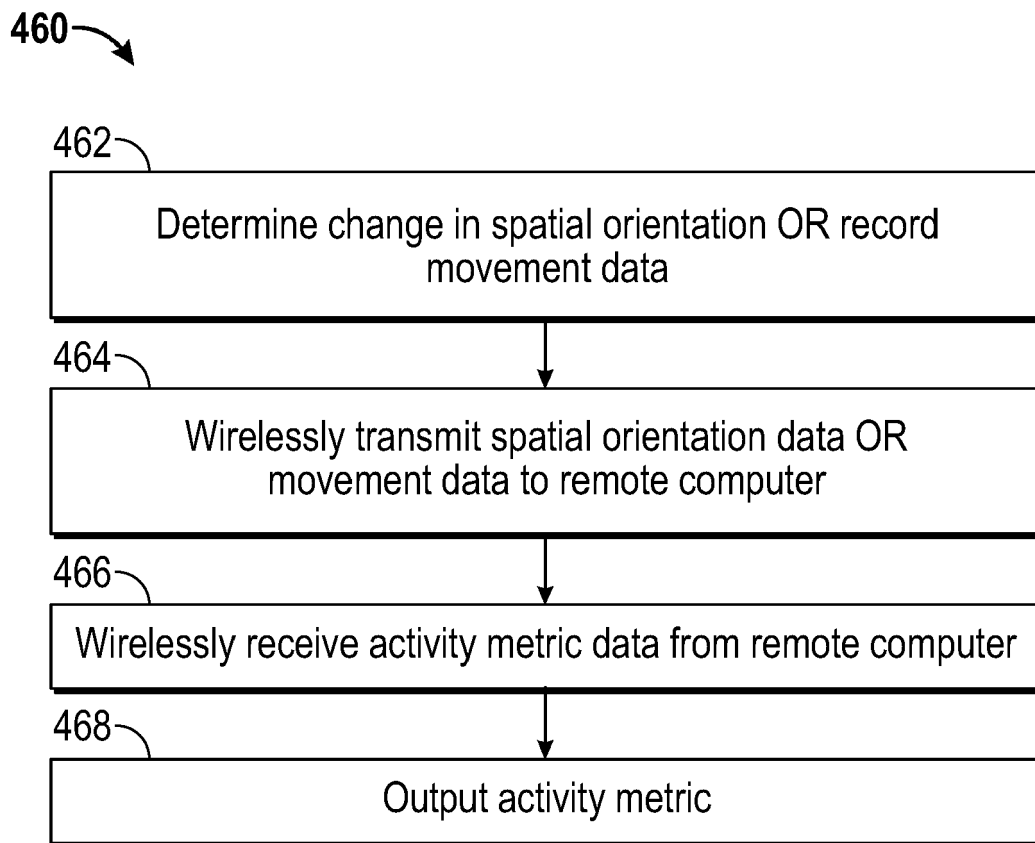 460
462
Determine change in spatial orientation OR record
movement data
464
Wirelessly transmit spatial orientation data OR
movement data to remote computer
466
Wirelessly receive activity metric data from remote computer
468
Output activity metric